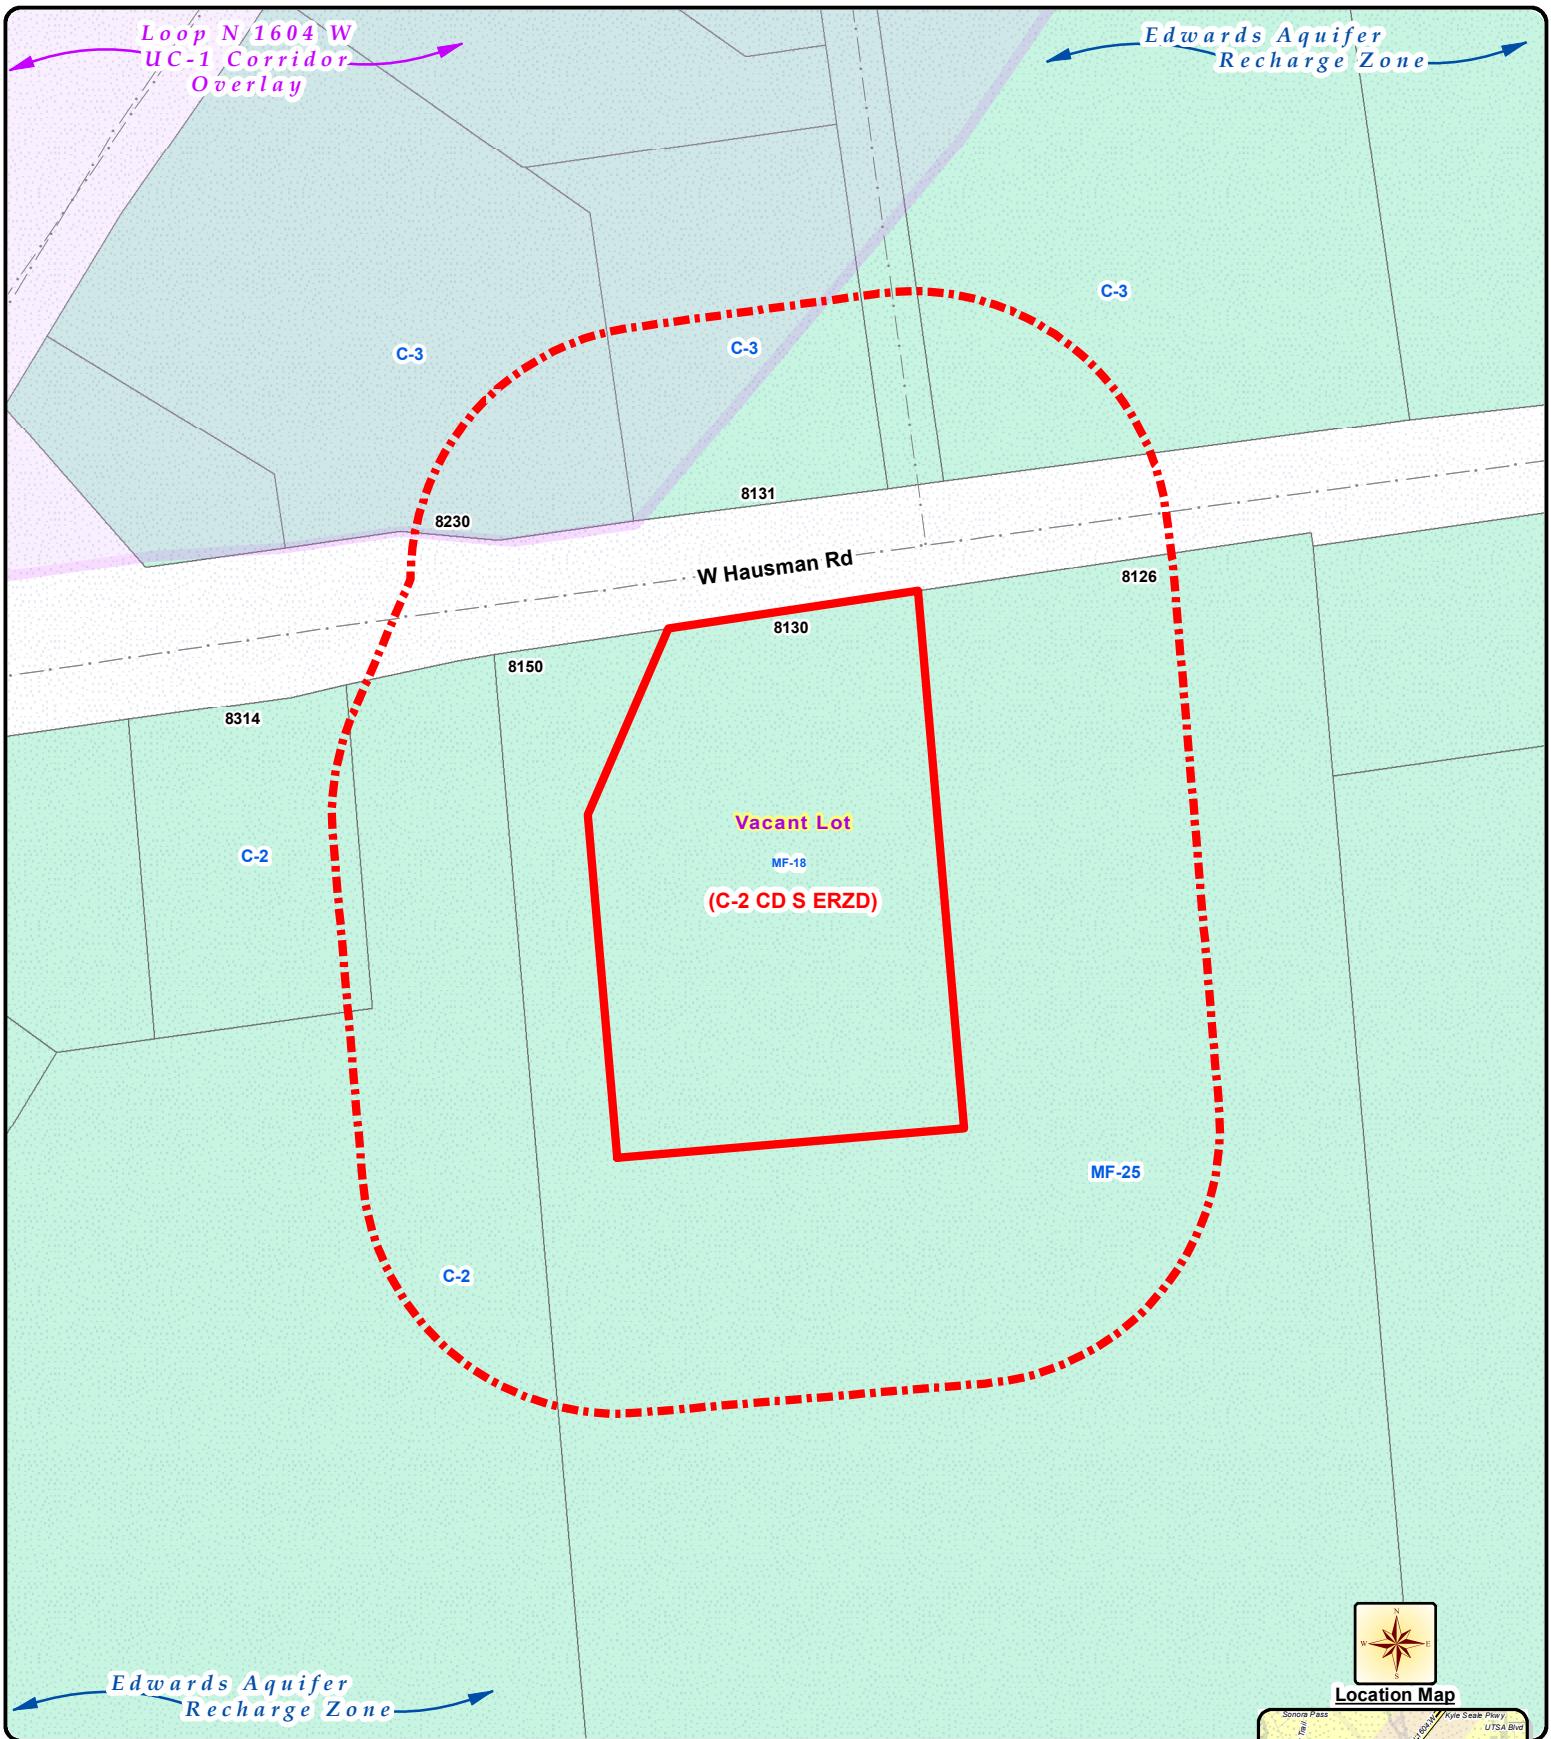 Loop N 1604 W
UC-1 Corridor
Overlay
Edwards Aquifer
Recharge Zone
C-3
C-3
C-3
8131
8230
W Hausman Rd
8126
8130
8150
8314
Vacant Lot
C-2
MF-18
(C-2 CD S ERZD)
MF-25
C-2
N
W
E
S
Edwards Aquifer
Recharge Zone
Location Map
Sonora Pass
Kyle Seale Pkwy
UTSA Blvd
Trail
1604 W